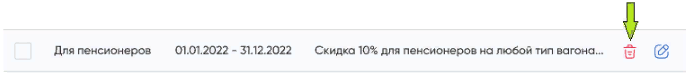 Для пенсионеров 01.01.2022 - 31.12.2022 Скидка 10% для пенсионеров на любой тип вагона...